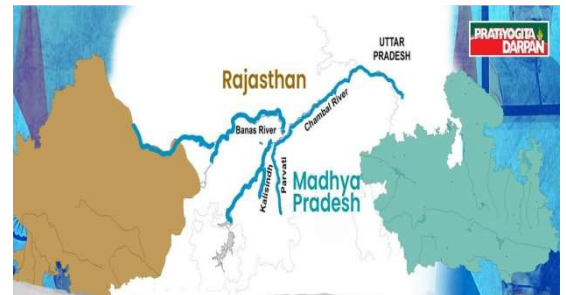 PRATIYOGITA
DARPAN
UTTAR
PRADESH
Rajasthan
Banas River
Chambal River
Kalisindh
Parvati
Madhya
Pradesh